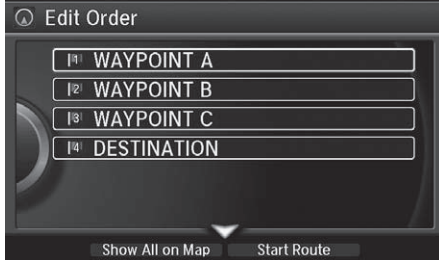 Edit Order
1 WAYPOINT A
2 WAYPOINT B
3 WAYPOINT C
4 DESTINATION
Show All on Map Start Route